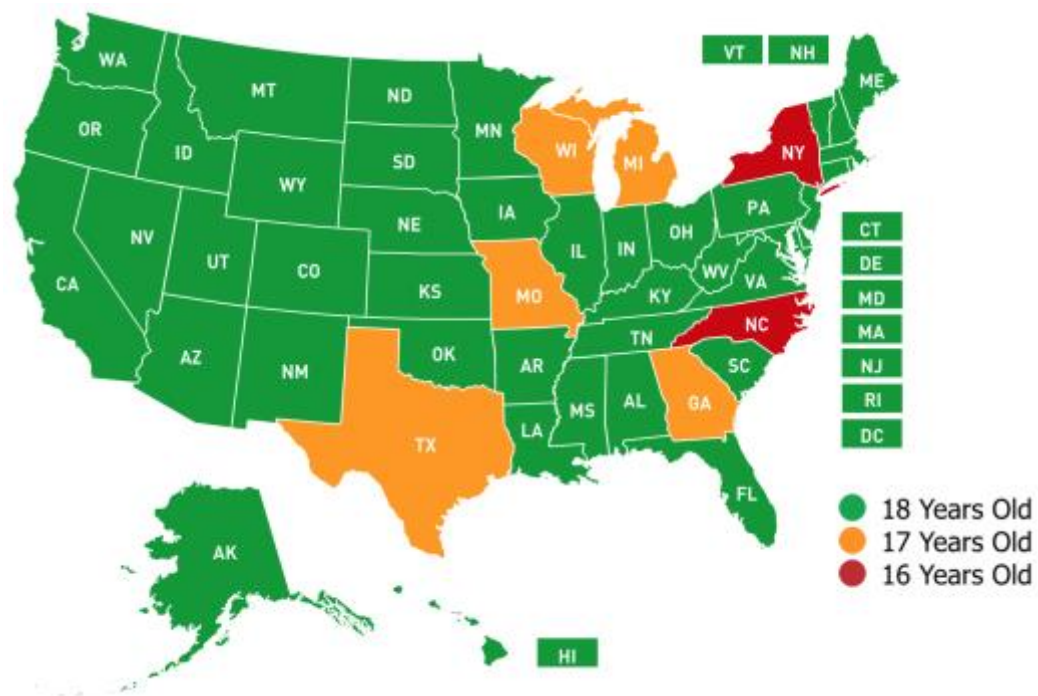 WA
MT
ND
MN
VT
NH
ME
OR
ID
SD
WI
MI
NY
WY
IA
PA
NE
IL
IN
OH
NV
UT
CO
KS
MO
WV
VA
KY
CA
CT
DE
MD
MA
NJ
RI
DC
AZ
NM
OK
AR
TN
NC
SC
TX
LA
MS
AL
GA
FL
18 Years Old
17 Years Old
16 Years Old
AK
HI